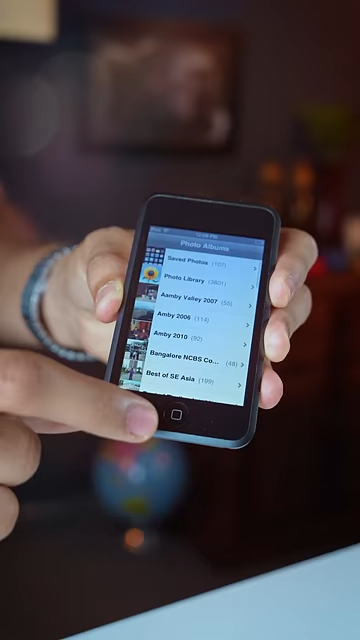 Photo Albums
Saved Photos (107)
Photo Library (3801)
Aamby Valley 2007 (55)
Amby 2006 (114)
Amby 2010 (92)
Bangalore NCBS Co... (48)
Best of SE Asia (199)